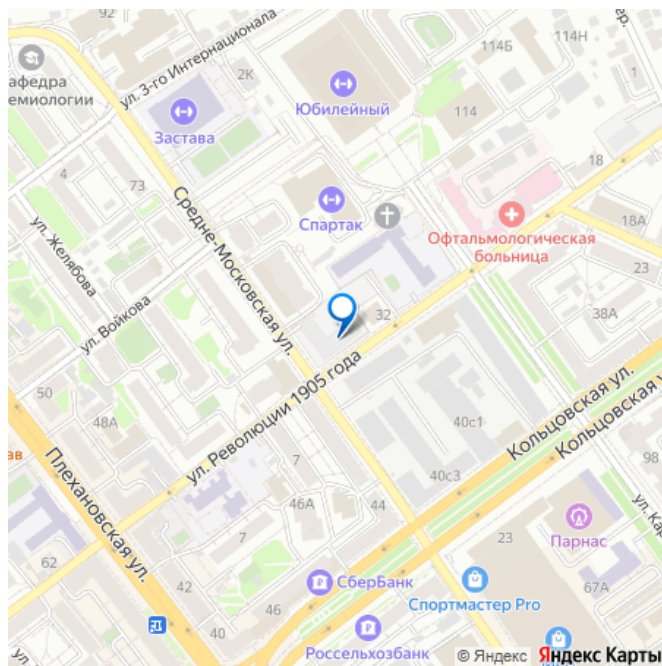 92
ул. 3-го Интернационала
114Б
114Н
афедра
емиологии
2К
Юбилейный
1
Застава
114
4
73
Спартак
18
Офтальмологическая
больница
18А
ул. Желябова
Средне-Московская ул.
23
ул. Войкова
32
38А
50
48А
ул. Революции 1905 года
40с1
Кольцовская ул.
Кольцовская у
ав
Плехановская ул.
7
40с3
98
46А
44
ул. Кар
7
23
Парнас
62
42
СберБанк
67А
46
Спортмастер Pro
40
Россельхозбанк
© Яндекс Яндекс Карты